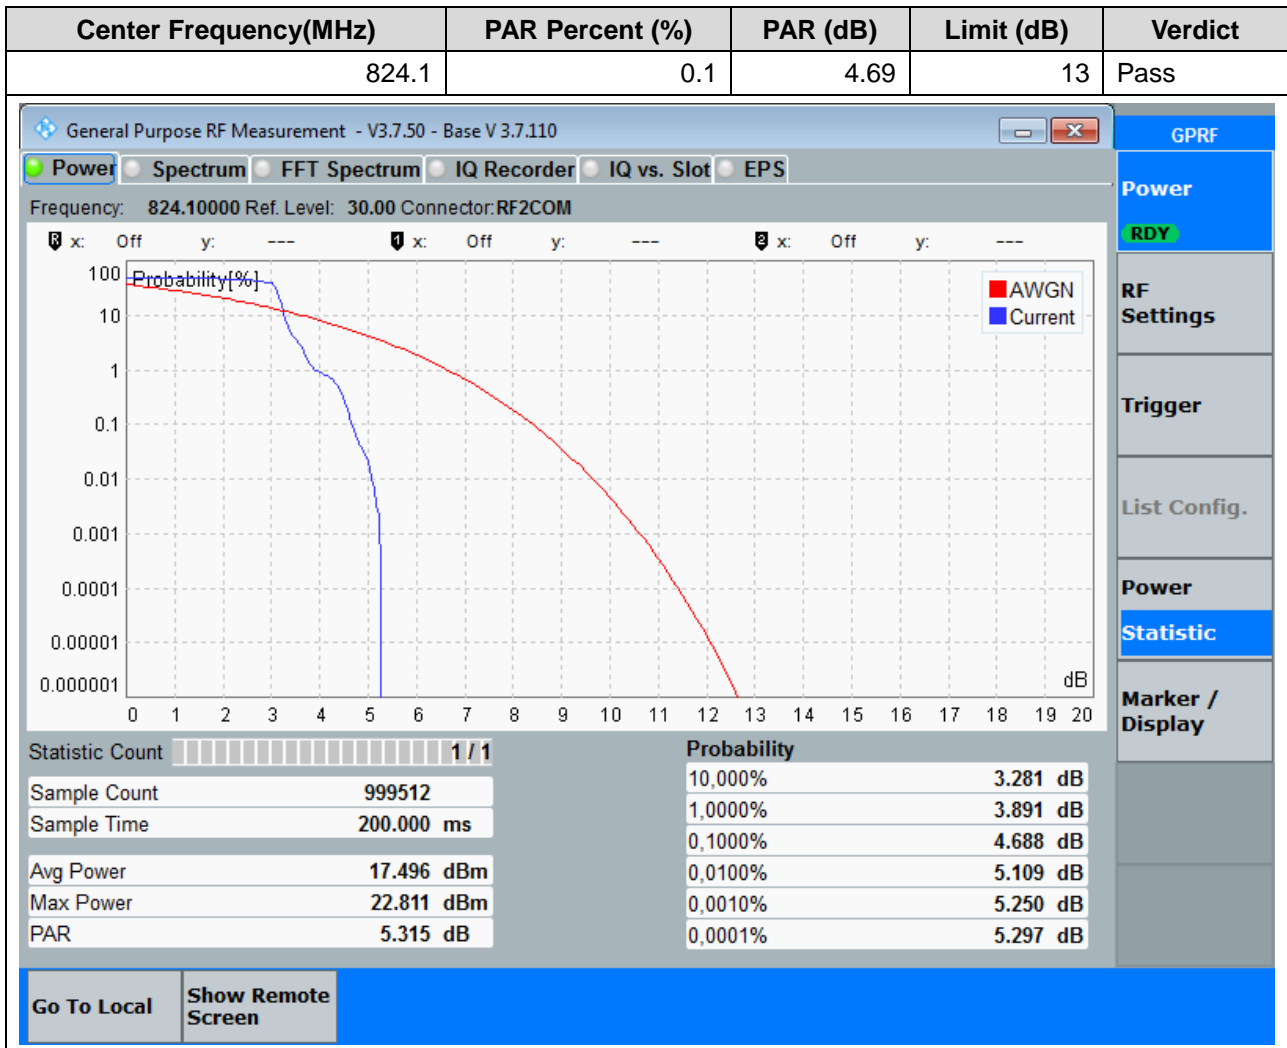 Center Frequency(MHz) PAR Percent (%) PAR (dB) Limit (dB) Verdict
824.1 0.1 4.69 13 Pass
General Purpose RF Measurement - V3.7.50 - Base V 3.7.110
GPRF
Power Spectrum FFT Spectrum IQ Recorder IQ vs. Slot EPS
Frequency: 824.10000 Ref. Level: 30.00 Connector: RF2COM
R x: Off y: --- 1 x: Off y: --- 2 x: Off y: ---
Probability[%]
100
10
1
0.1
0.01
0.001
0.0001
0.00001
0.000001
AWGN
Current
dB
0 1 2 3 4 5 6 7 8 9 10 11 12 13 14 15 16 17 18 19 20
Statistic Count 1 / 1
Sample Count 999512
Sample Time 200.000 ms
Avg Power 17.496 dBm
Max Power 22.811 dBm
PAR 5.315 dB
Probability
10,000% 3.281 dB
1,0000% 3.891 dB
0,1000% 4.688 dB
0,0100% 5.109 dB
0,0010% 5.250 dB
0,0001% 5.297 dB
Power
RDY
RF
Settings
Trigger
List Config.
Power
Statistic
Marker /
Display
Go To Local
Show Remote
Screen